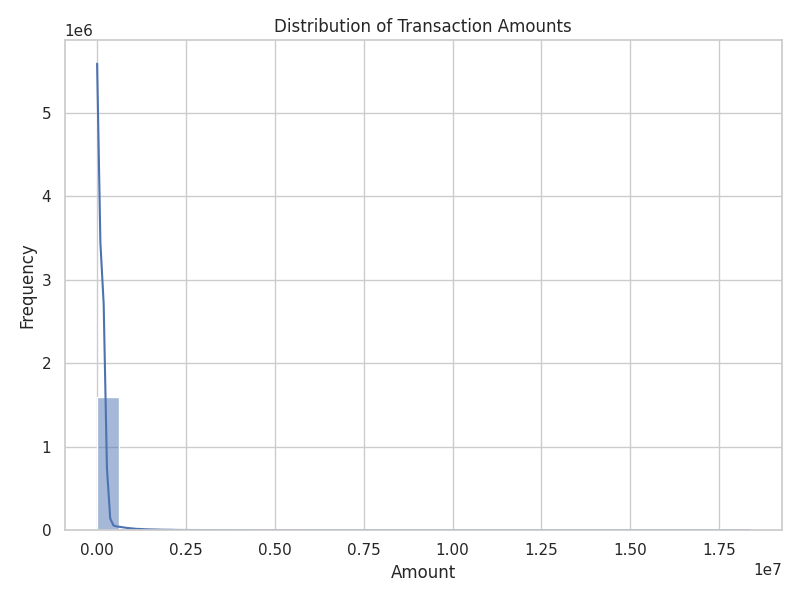 Distribution of Transaction Amounts
1e6
5
4
3
2
1
0
Frequency
0.00 0.25 0.50 0.75 1.00 1.25 1.50 1.75
1e7
Amount